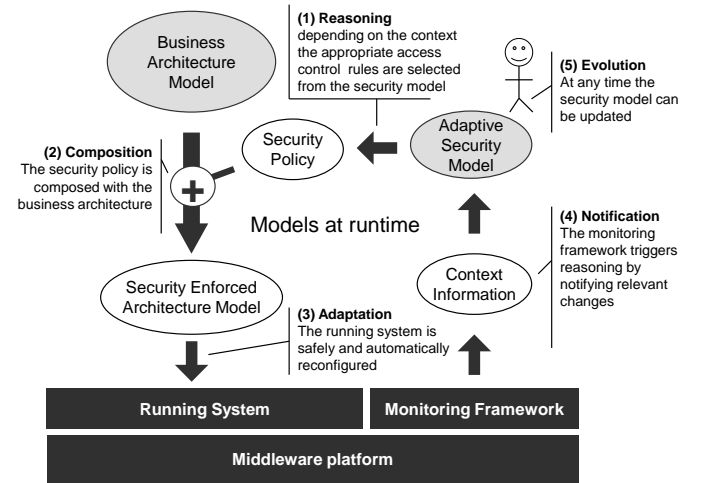 (1) Reasoning
depending on the context
the appropriate access
control rules are selected
from the security model
Business
Architecture
Model
(5) Evolution
At any time the
security model can
be updated
Adaptive
Security
Model
Security
Policy
(2) Composition
The security policy is
composed with the
business architecture
+
Models at runtime
(4) Notification
The monitoring
framework triggers
reasoning by
notifying relevant
changes
Context
Information
Security Enforced
Architecture Model
(3) Adaptation
The running system is
safely and automatically
reconfigured
Running System
Monitoring Framework
Middleware platform